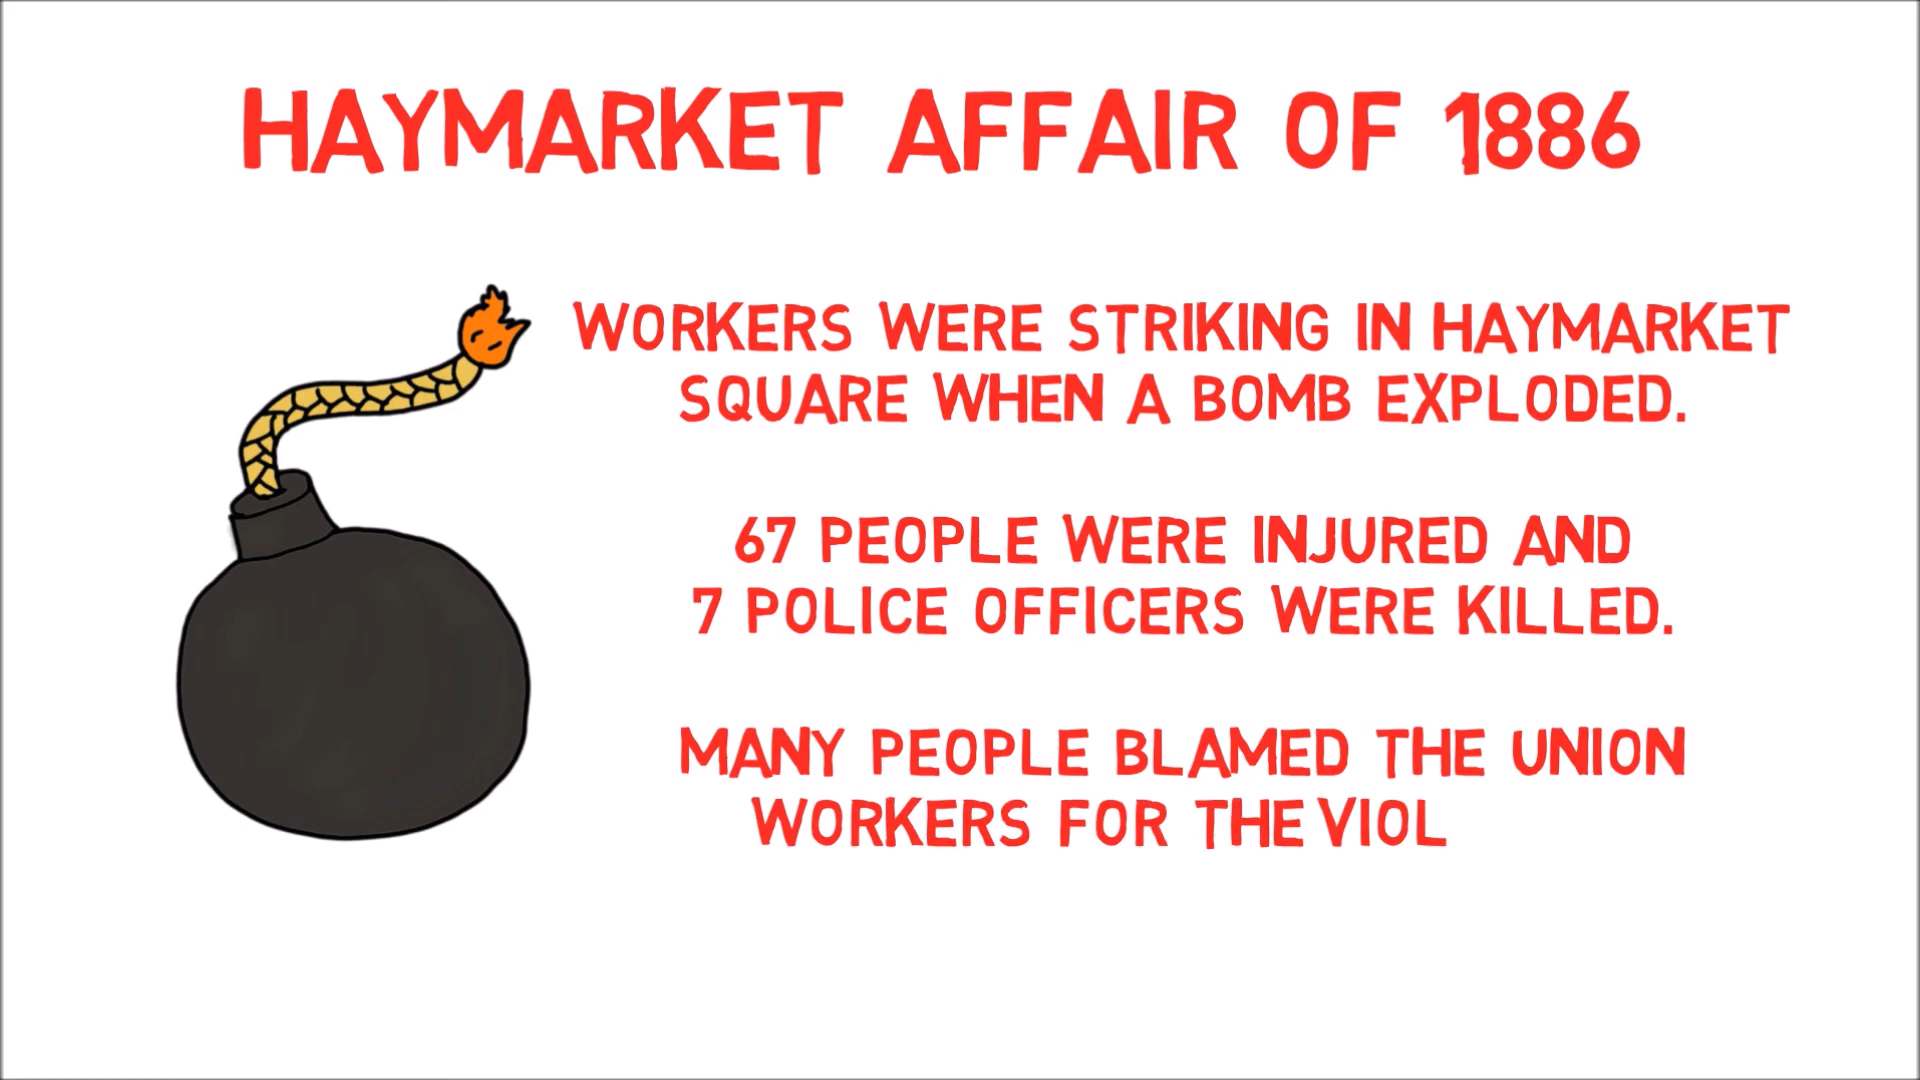 HAYMARKET AFFAIR OF 1886
WORKERS WERE STRIKING IN HAYMARKET
SQUARE WHEN A BOMB EXPLODED.
67 PEOPLE WERE INJURED AND
7 POLICE OFFICERS WERE KILLED.
MANY PEOPLE BLAMED THE UNION
WORKERS FOR THE VIOL